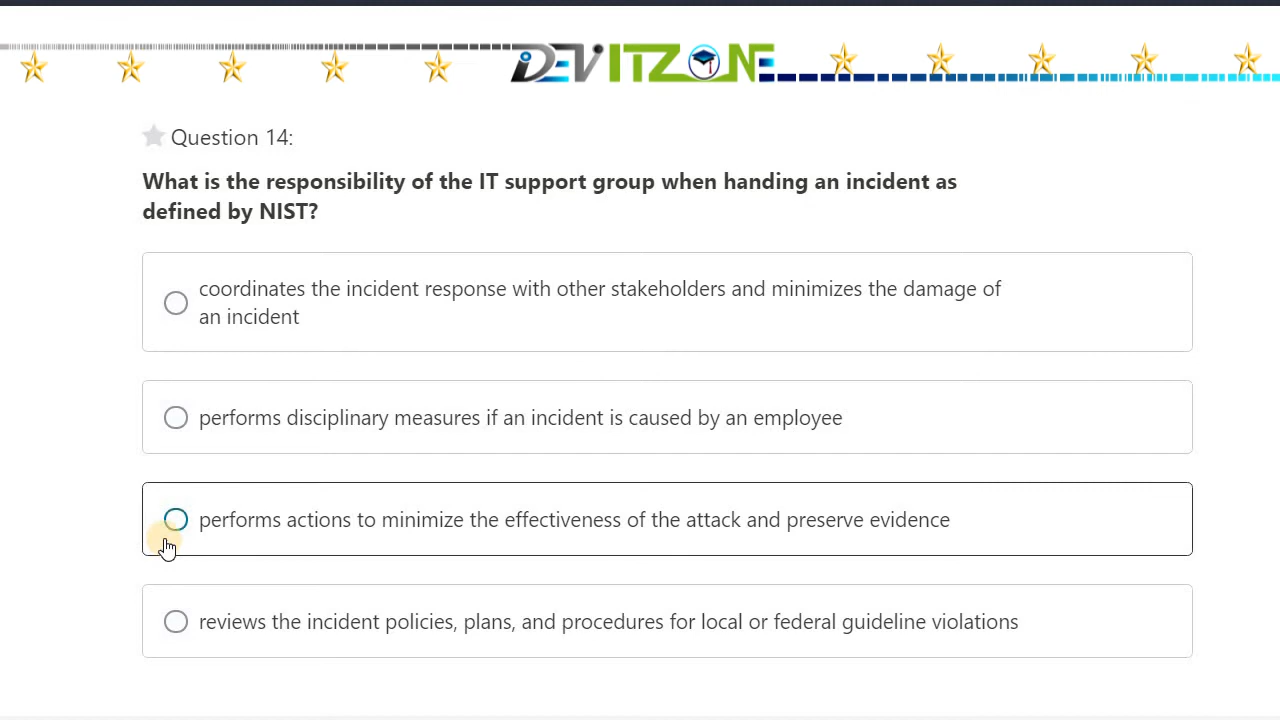 iDEV ITZONE
Question 14:
What is the responsibility of the IT support group when handing an incident as
defined by NIST?
coordinates the incident response with other stakeholders and minimizes the damage of
an incident
performs disciplinary measures if an incident is caused by an employee
performs actions to minimize the effectiveness of the attack and preserve evidence
reviews the incident policies, plans, and procedures for local or federal guideline violations